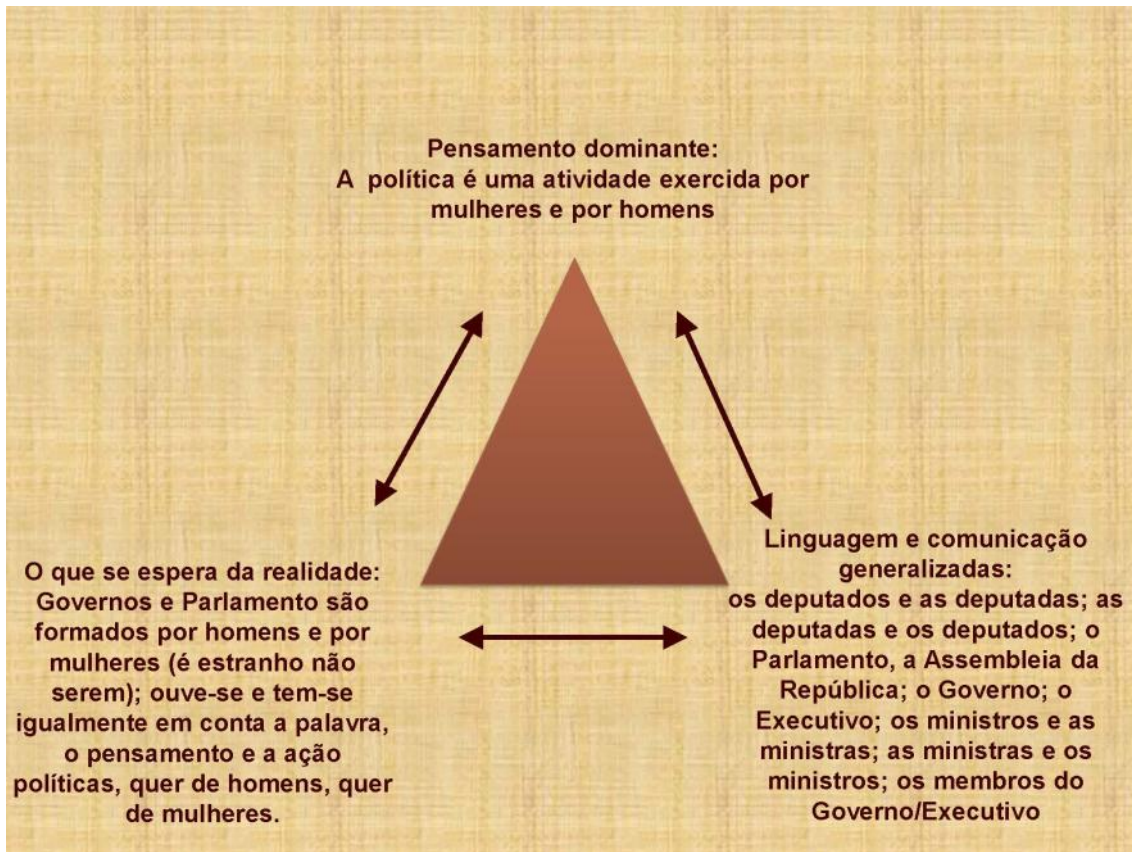 Pensamento dominante:
A política é uma atividade exercida por
mulheres e por homens
O que se espera da realidade:
Governos e Parlamento são
formados por homens e por
mulheres (é estranho não
serem); ouve-se e tem-se
igualmente em conta a palavra,
o pensamento e a ação
políticas, quer de homens, quer
de mulheres.
Linguagem e comunicação
generalizadas:
os deputados e as deputadas; as
deputadas e os deputados; o
Parlamento, a Assembleia da
República; o Governo; o
Executivo; os ministros e as
ministras; as ministras e os
ministros; os membros do
Governo/Executivo